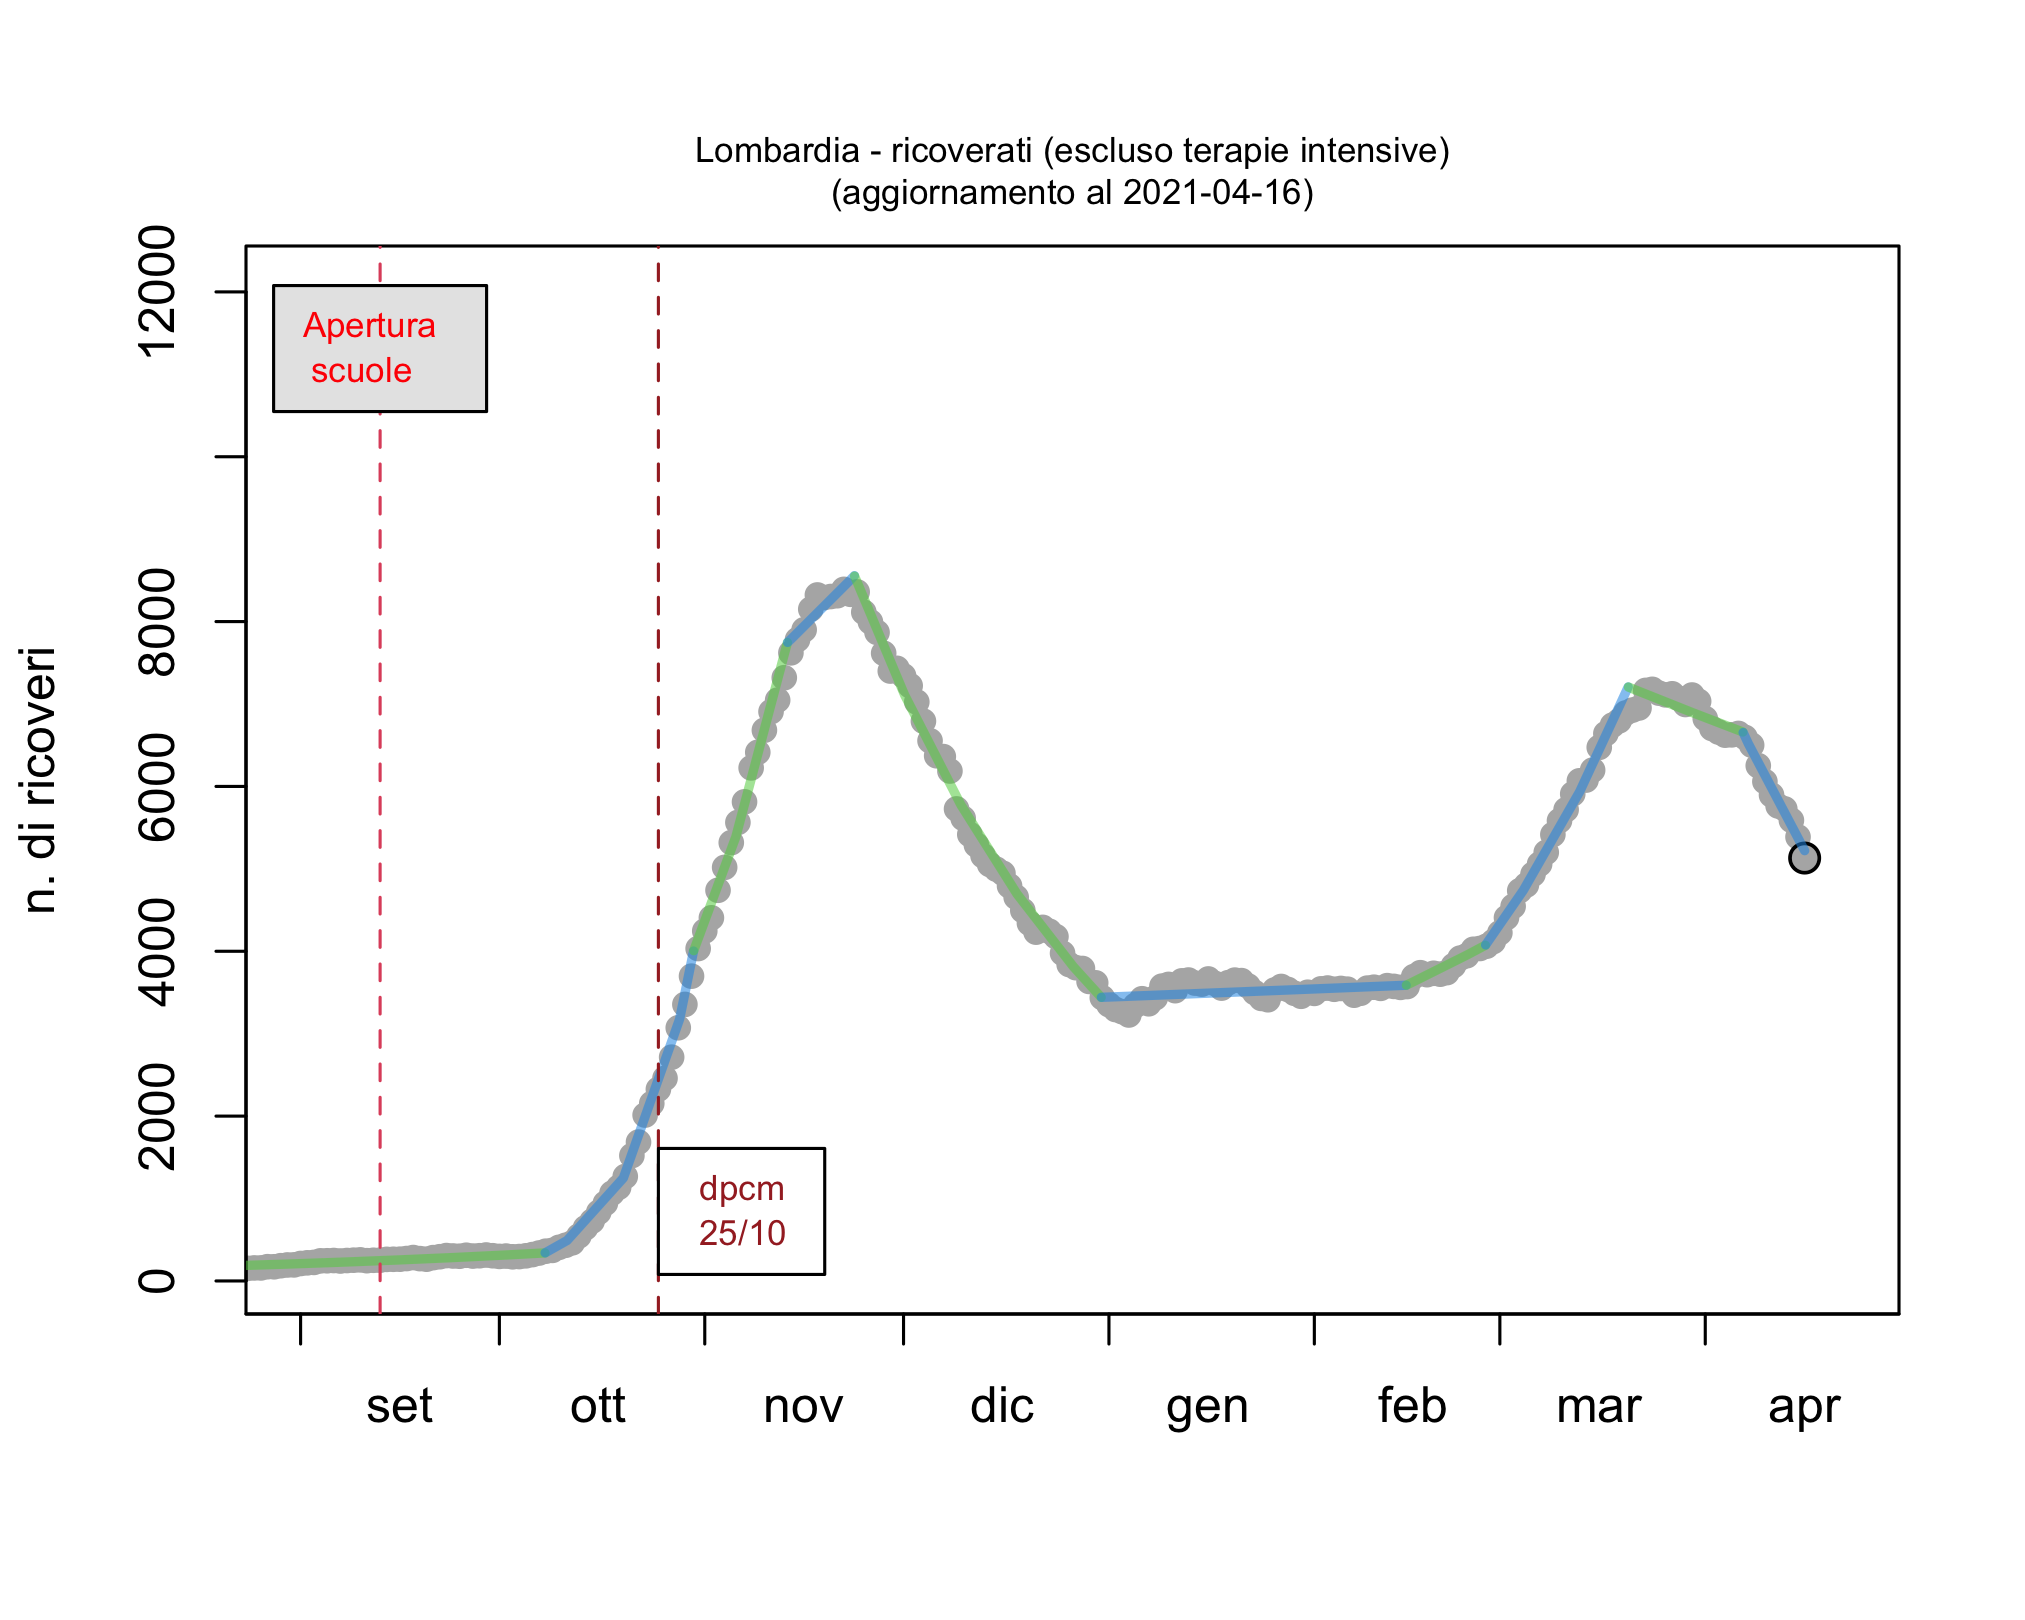 Lombardia - ricoverati (escluso terapie intensive)
(aggiornamento al 2021-04-16)
n. di ricoveri
12000
8000
6000
4000
2000
0
Apertura
scuole
dpcm
25/10
set ott nov dic gen feb mar apr